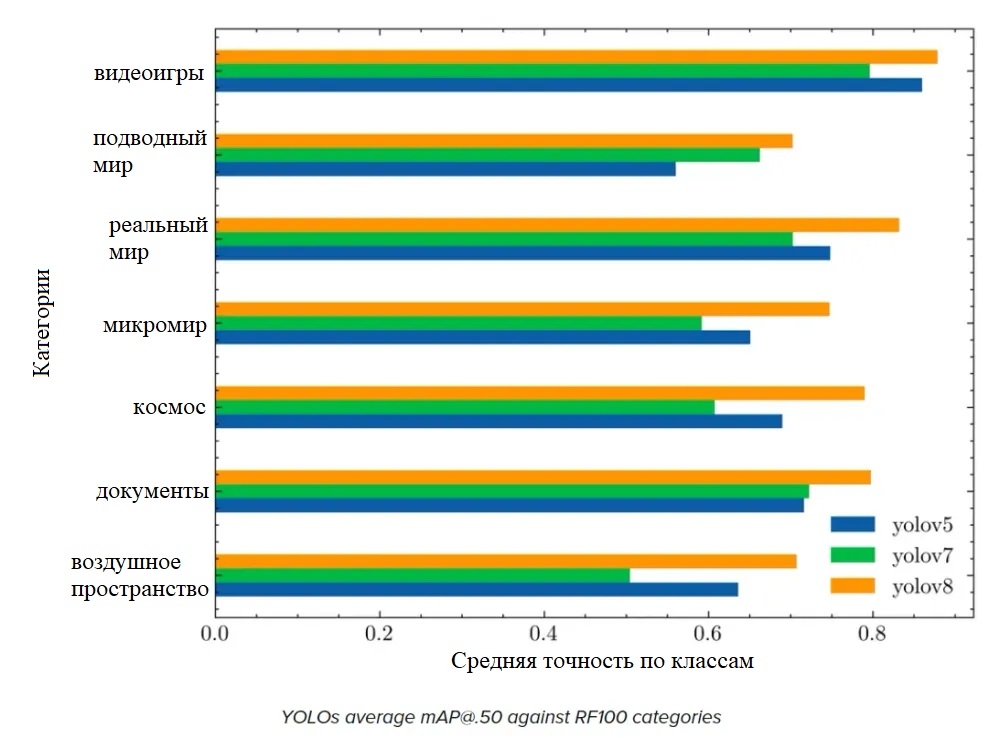 видеоигры
подводный
мир
реальный
мир
микромир
космос
документы
воздушное
пространство
Категории
yolov5
yolov7
yolov8
0.0 0.2 0.4 0.6 0.8
Средняя точность по классам
YOLOs average mAP@.50 against RF100 categories